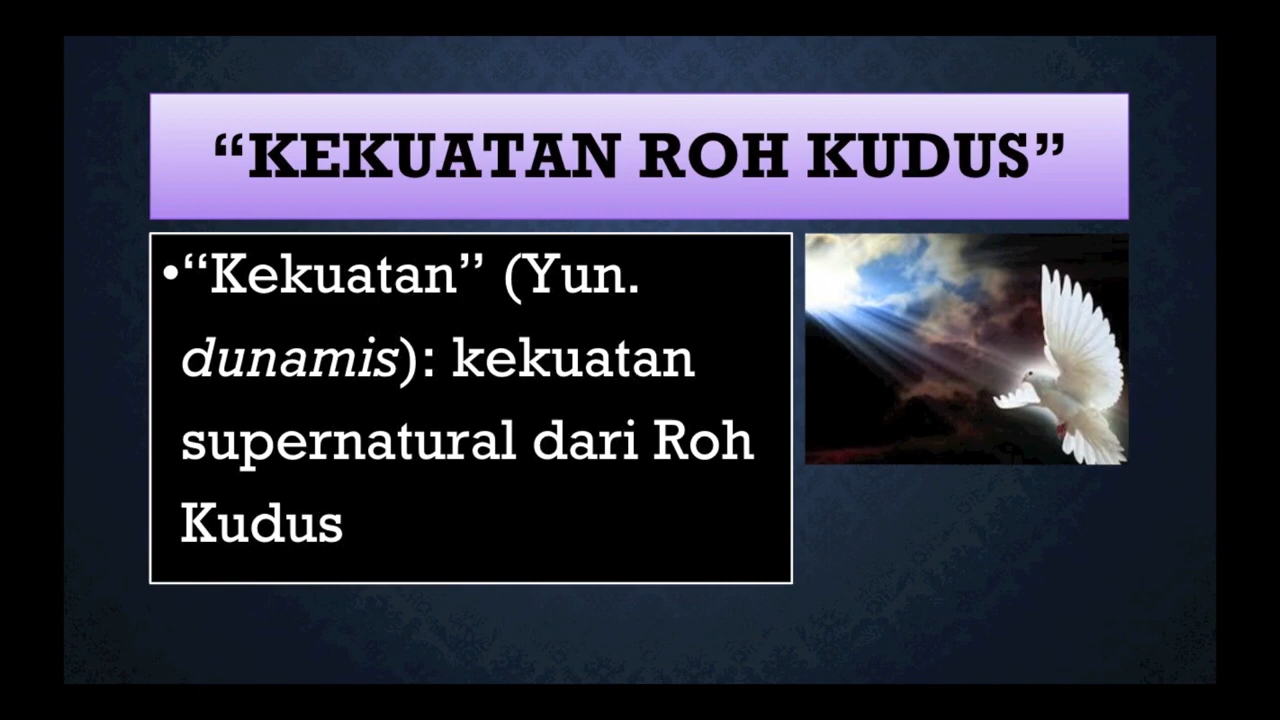 “KEKUATAN ROH KUDUS”
•“Kekuatan” (Yun.
dunamis): kekuatan
supernatural dari Roh
Kudus